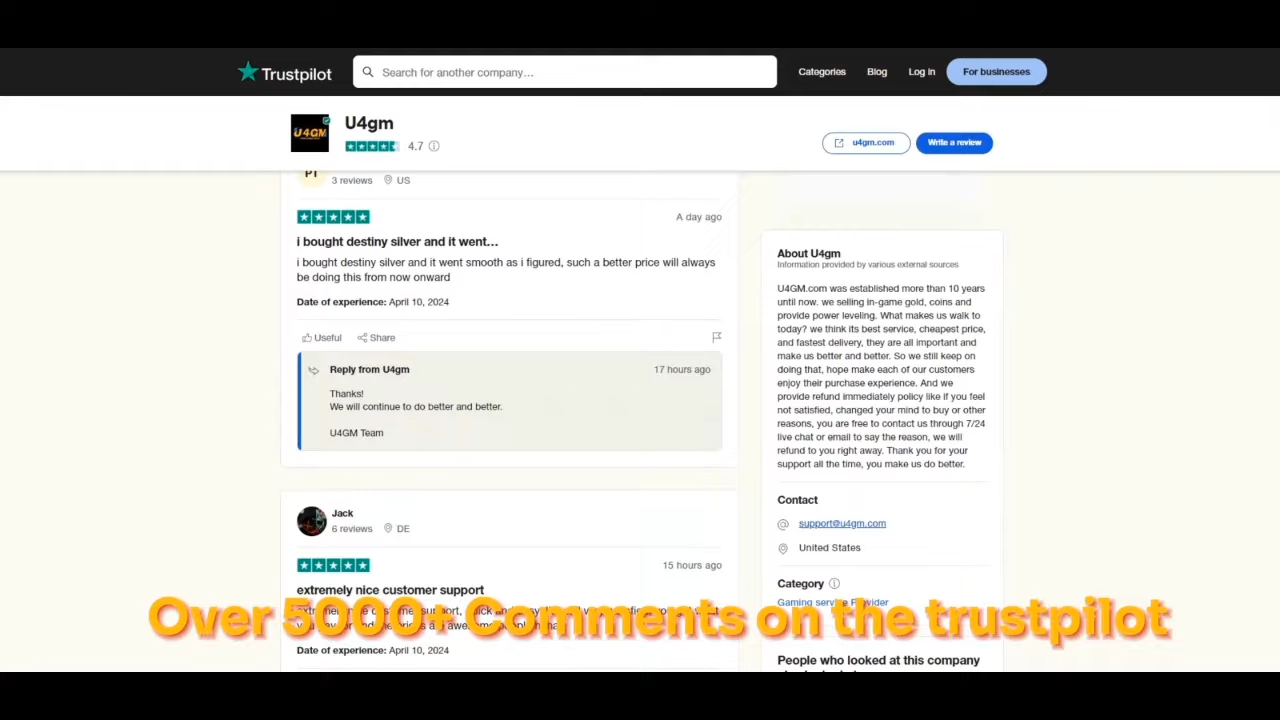 Trustpilot
Search for another company...
Categories
Blog
Log in
For businesses
U4GM
U4gm
4.7
u4gm.com
Write a review
PT
3 reviews
US
A day ago
i bought destiny silver and it went...
i bought destiny silver and it went smooth as i figured, such a better price will always
be doing this from now onward
Date of experience: April 10, 2024
Useful
Share
Reply from U4gm
17 hours ago
Thanks!
We will continue to do better and better.
U4GM Team
Jack
6 reviews
DE
15 hours ago
extremely nice customer support
Date of experience: April 10, 2024
About U4gm
Information provided by various external sources
U4GM.com was established more than 10 years
until now. we selling in-game gold, coins and
provide power leveling. What makes us walk to
today? we think its best service, cheapest price,
and fastest delivery, they are all important and
make us better and better. So we still keep on
doing that, hope make each of our customers
enjoy their purchase experience. And we
provide refund immediately policy like if you feel
not satisfied, changed your mind to buy or other
reasons, you are free to contact us through 7/24
live chat or email to say the reason, we will
refund to you right away. Thank you for your
support all the time, you make us do better.
Contact
support@u4gm.com
United States
Category
Gaming service Provider
People who looked at this company
Over 5000+ Comments on the trustpilot